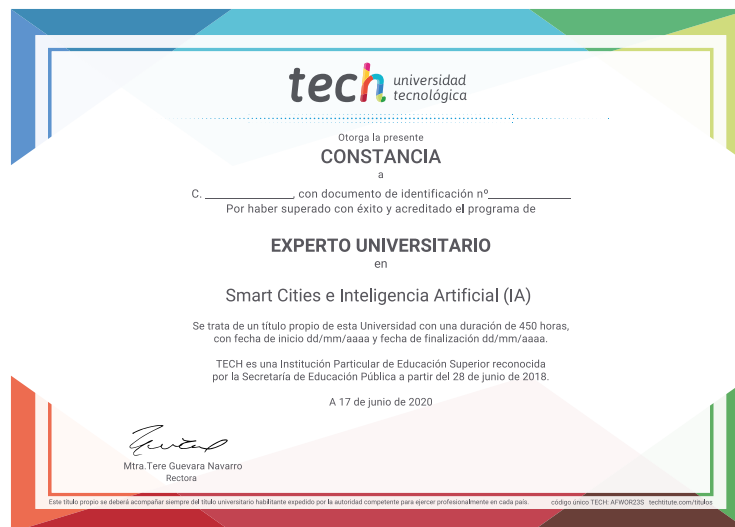 tech universidad
tecnológica
Otorga la presente
CONSTANCIA
a
C. ______________, con documento de identificación nº______________
Por haber superado con éxito y acreditado el programa de
EXPERTO UNIVERSITARIO
en
Smart Cities e Inteligencia Artificial (IA)
Se trata de un título propio de esta Universidad con una duración de 450 horas,
con fecha de inicio dd/mm/aaaa y fecha de finalización dd/mm/aaaa.
TECH es una Institución Particular de Educación Superior reconocida
por la Secretaría de Educación Pública a partir del 28 de junio de 2018.
A 17 de junio de 2020
Mtra.Tere Guevara Navarro
Rectora
Este título propio se deberá acompañar siempre del título universitario habilitante expedido por la autoridad competente para ejercer profesionalmente en cada país. código único TECH: AFWOR23S techtitute.com/titulos